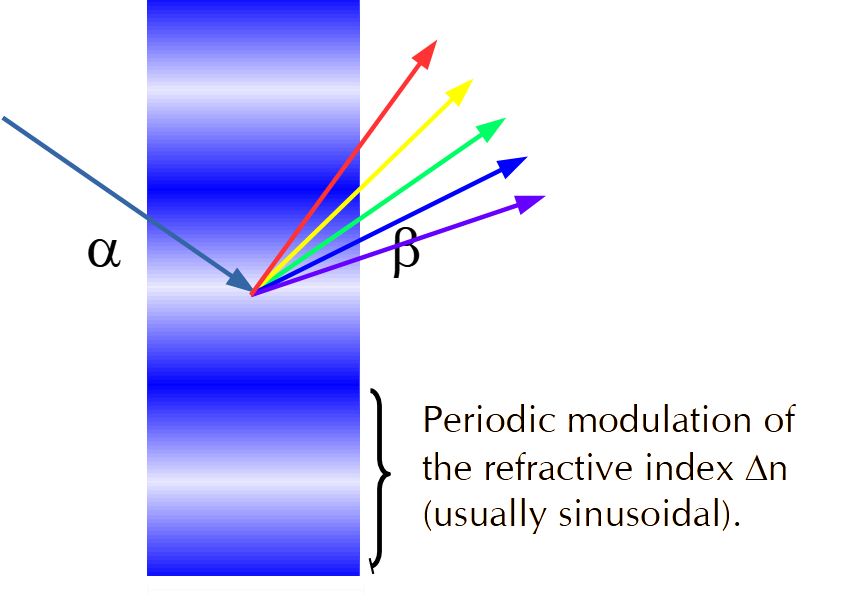 α
β
Periodic modulation of
the refractive index Δn
(usually sinusoidal).